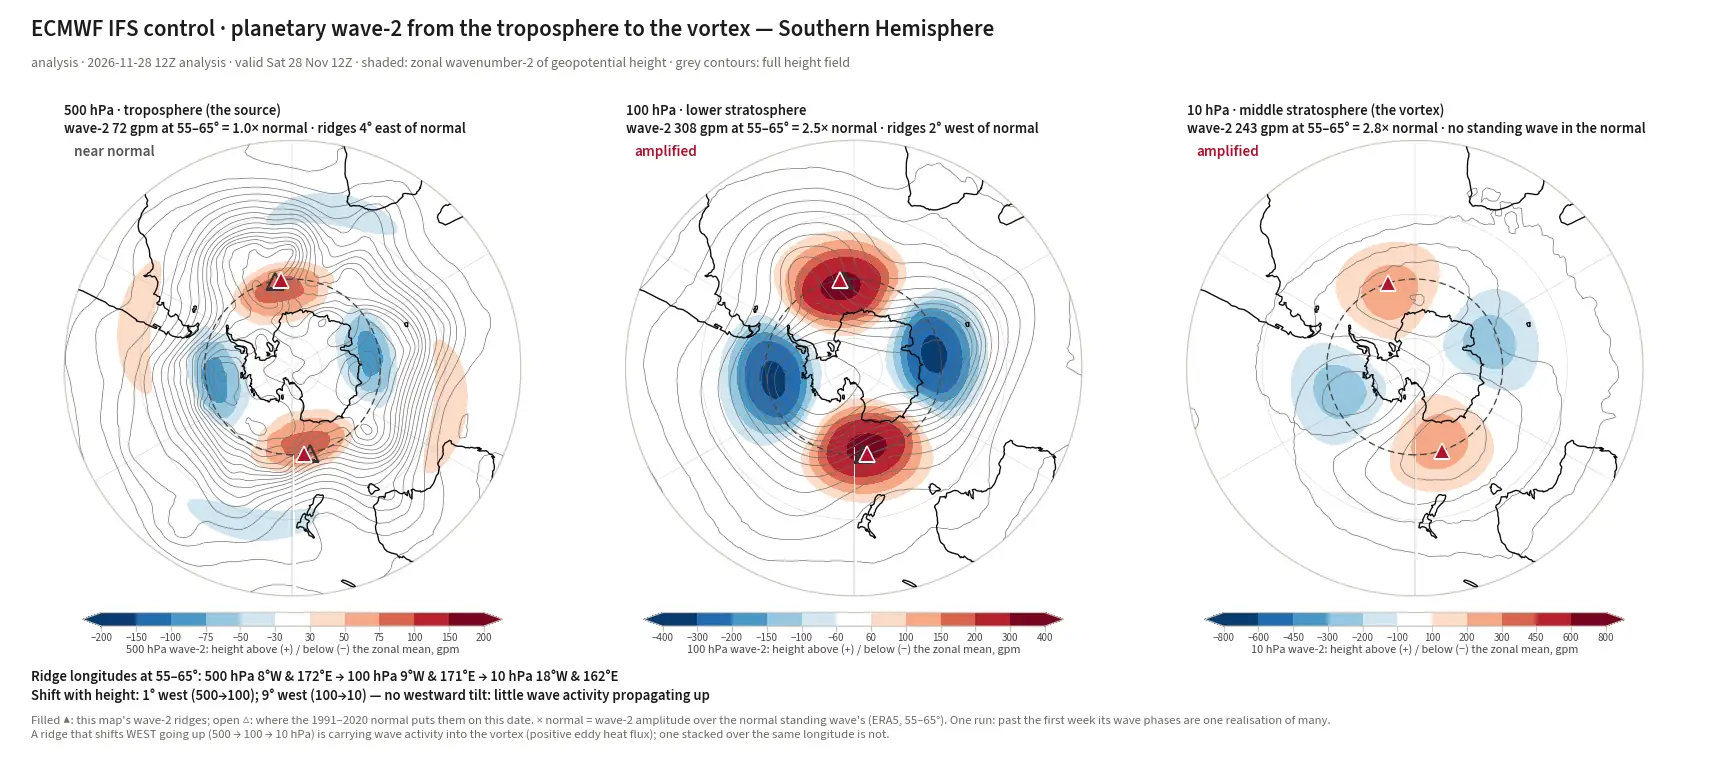 ECMWF IFS control · planetary wave-2 from the troposphere to the vortex — Southern Hemisphere
analysis · 2026-11-28 12Z analysis · valid Sat 28 Nov 12Z · shaded: zonal wavenumber-2 of geopotential height · grey contours: full height field
500 hPa · troposphere (the source)
wave-2 72 gpm at 55–65° = 1.0× normal · ridges 4° east of normal
near normal
100 hPa · lower stratosphere
wave-2 308 gpm at 55–65° = 2.5× normal · ridges 2° west of normal
amplified
10 hPa · middle stratosphere (the vortex)
wave-2 243 gpm at 55–65° = 2.8× normal · no standing wave in the normal
amplified
−200 −150 −100 −75 −50 −30 30 50 75 100 150 200
500 hPa wave-2: height above (+) / below (−) the zonal mean, gpm
−400 −300 −200 −150 −100 −60 60 100 150 200 300 400
100 hPa wave-2: height above (+) / below (−) the zonal mean, gpm
−800 −600 −450 −300 −200 −100 100 200 300 450 600 800
10 hPa wave-2: height above (+) / below (−) the zonal mean, gpm
Ridge longitudes at 55–65°: 500 hPa 8°W & 172°E → 100 hPa 9°W & 171°E → 10 hPa 18°W & 162°E
Shift with height: 1° west (500→100); 9° west (100→10) — no westward tilt: little wave activity propagating up
Filled ▲: this map's wave-2 ridges; open △: where the 1991–2020 normal puts them on this date. × normal = wave-2 amplitude over the normal standing wave's (ERA5, 55–65°). One run: past the first week its wave phases are one realisation of many.
A ridge that shifts WEST going up (500 → 100 → 10 hPa) is carrying wave activity into the vortex (positive eddy heat flux); one stacked over the same longitude is not.